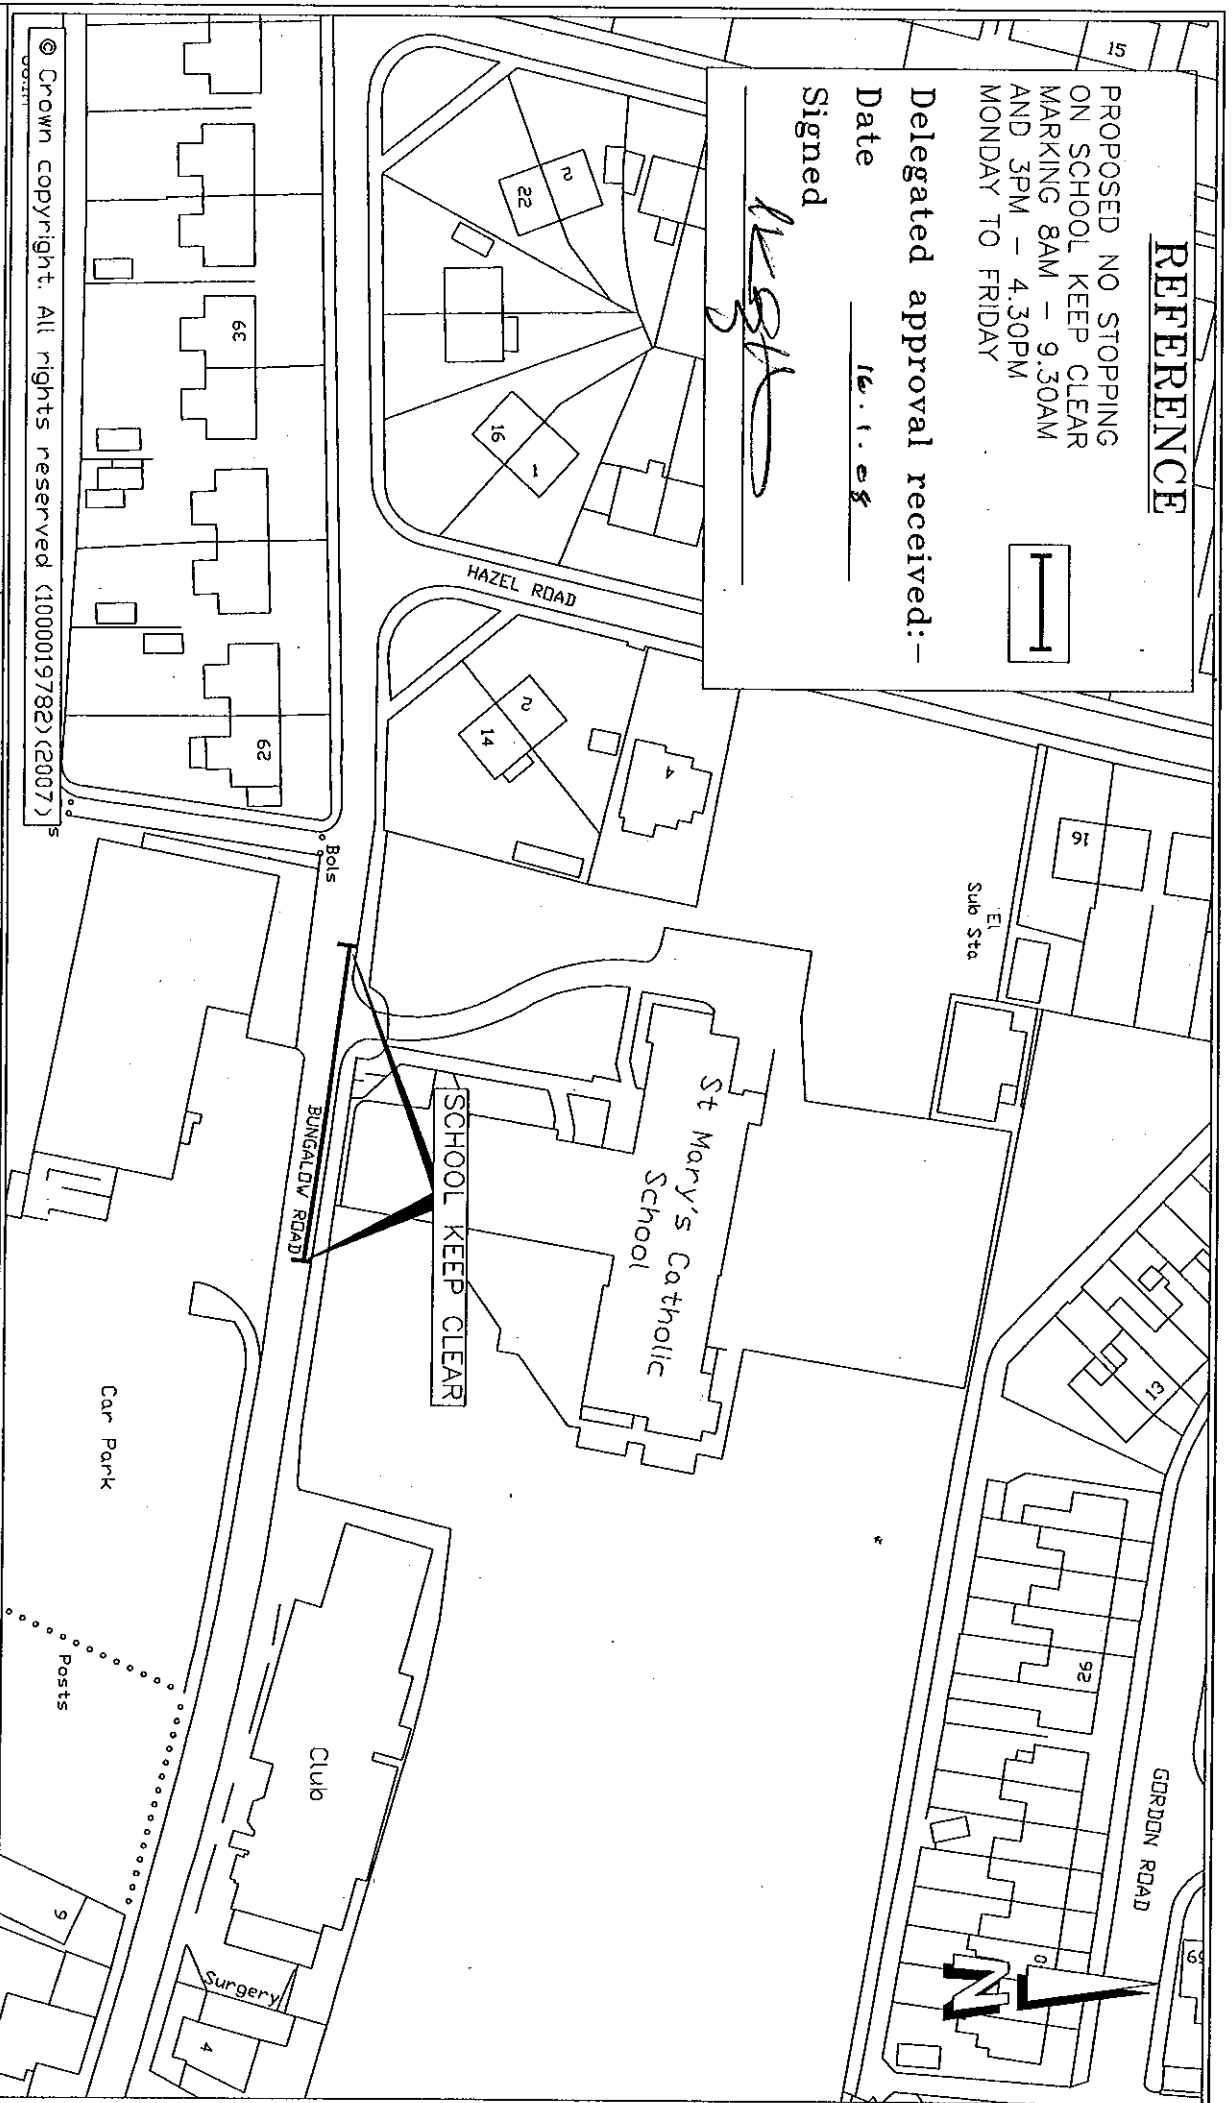 REFERENCE
PROPOSED NO STOPPING
ON SCHOOL KEEP CLEAR
MARKING 8AM - 9.30AM
AND 3PM - 4.30PM
MONDAY TO FRIDAY
Delegated approval received:-
Date 16.1.08
Signed
15
16
El
Sub Sta
13
92
GORDON ROAD
69
N
2
22
16
1
HAZEL ROAD
4
2
14
St Mary's Catholic
School
SCHOOL KEEP CLEAR
BUNGALOW ROAD
Bols
39
62
Car Park
Posts
Club
Surgery
4
9
© Crown copyright. All rights reserved (100019782)(2007)